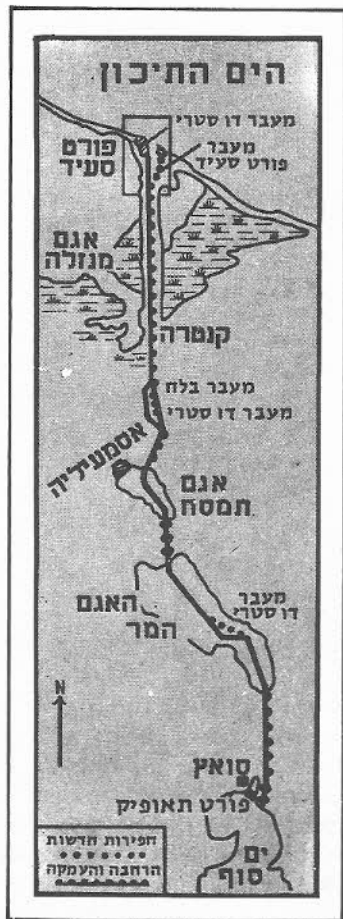 הים התיכון
מעבר דו סטרי
פורט
סעיד
מעבר
פורט סעיד
אגם
מנזלה
קנטרה
מעבר בלח
מעבר דו סטרי
אסמעיליה
אגם
תמסח
מעבר
דו סטרי
האגם
המר
N
סואץ
פורט תאופיק
ים
סוף
חפירות חדשות
הרחבה והעמקה